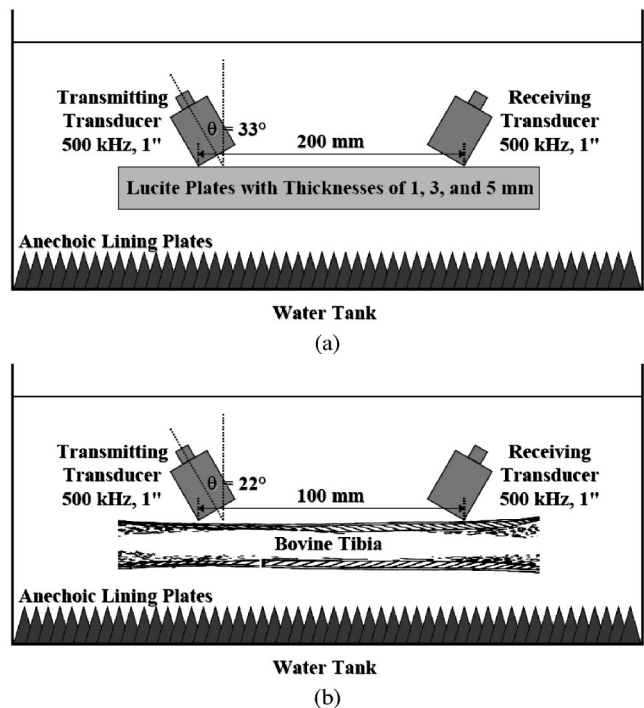 Transmitting
Transducer
500 kHz, 1"
θ = 33°
200 mm
Receiving
Transducer
500 kHz, 1"
Lucite Plates with Thicknesses of 1, 3, and 5 mm
Anechoic Lining Plates
Water Tank
(a)
Transmitting
Transducer
500 kHz, 1"
θ = 22°
100 mm
Receiving
Transducer
500 kHz, 1"
Bovine Tibia
Anechoic Lining Plates
Water Tank
(b)